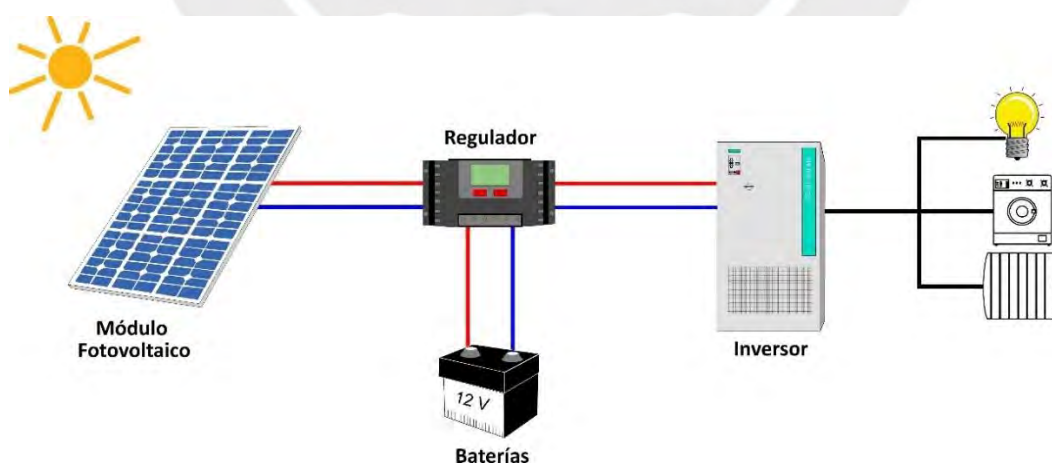 Regulador
Módulo
Fotovoltaico
Inversor
12 V
Baterías